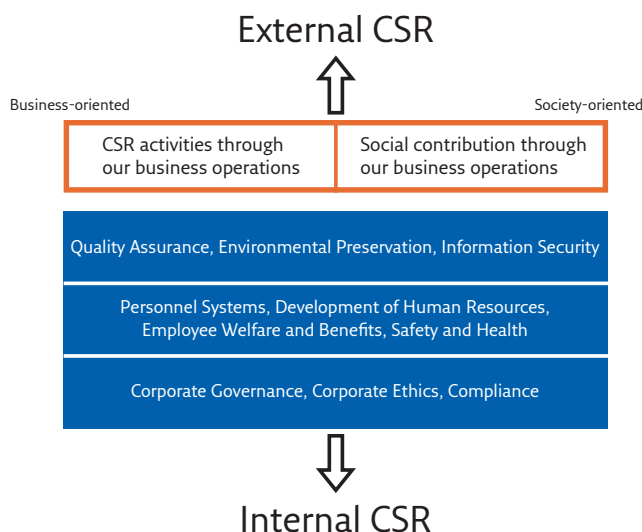 External CSR
Business-oriented
Society-oriented
CSR activities through
our business operations
Social contribution through
our business operations
Quality Assurance, Environmental Preservation, Information Security
Personnel Systems, Development of Human Resources,
Employee Welfare and Benefits, Safety and Health
Corporate Governance, Corporate Ethics, Compliance
Internal CSR